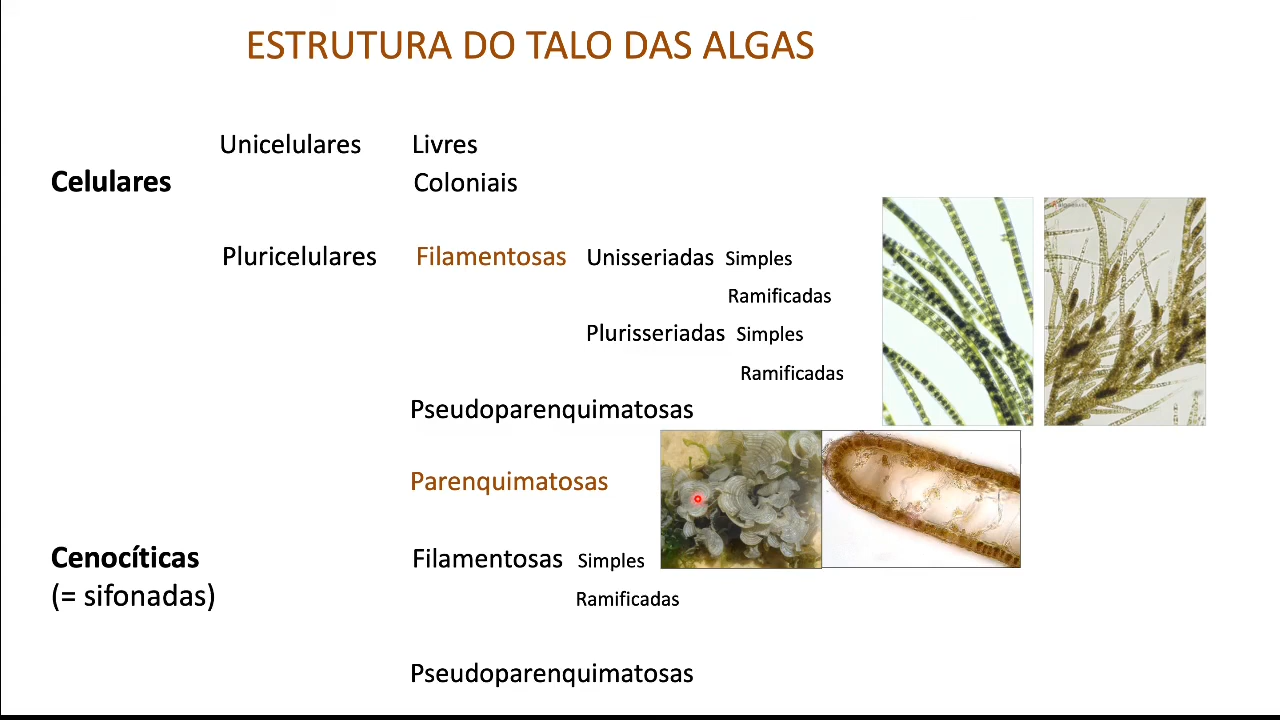 ESTRUTURA DO TALO DAS ALGAS
Unicelulares Livres
Celulares Coloniais
Pluricelulares Filamentosas Unisseriadas Simples
Ramificadas
Plurisseriadas Simples
Ramificadas
Pseudoparenquimatosas
Parenquimatosas
Cenocíticas Filamentosas Simples
(= sifonadas) Ramificadas
Pseudoparenquimatosas